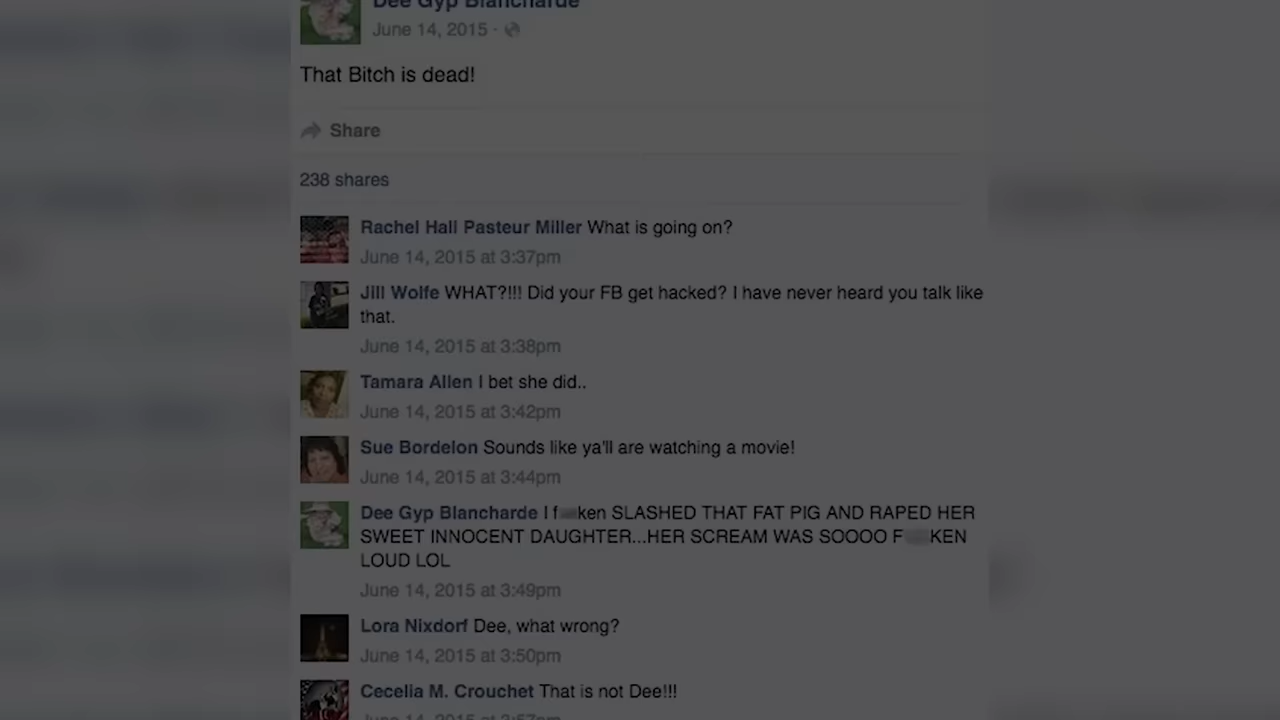 Dee Gyp Blancharde
June 14, 2015 ·
That Bitch is dead!
Share
238 shares
Rachel Hall Pasteur Miller What is going on?
June 14, 2015 at 3:37pm
Jill Wolfe WHAT?!!! Did your FB get hacked? I have never heard you talk like
that.
June 14, 2015 at 3:38pm
Tamara Allen I bet she did..
June 14, 2015 at 3:42pm
Sue Bordelon Sounds like ya'll are watching a movie!
June 14, 2015 at 3:44pm
Dee Gyp Blancharde I f ken SLASHED THAT FAT PIG AND RAPED HER
SWEET INNOCENT DAUGHTER...HER SCREAM WAS SOOOO F KEN
LOUD LOL
June 14, 2015 at 3:49pm
Lora Nixdorf Dee, what wrong?
June 14, 2015 at 3:50pm
Cecelia M. Crouchet That is not Dee!!!
June 14, 2015 at 3:57pm